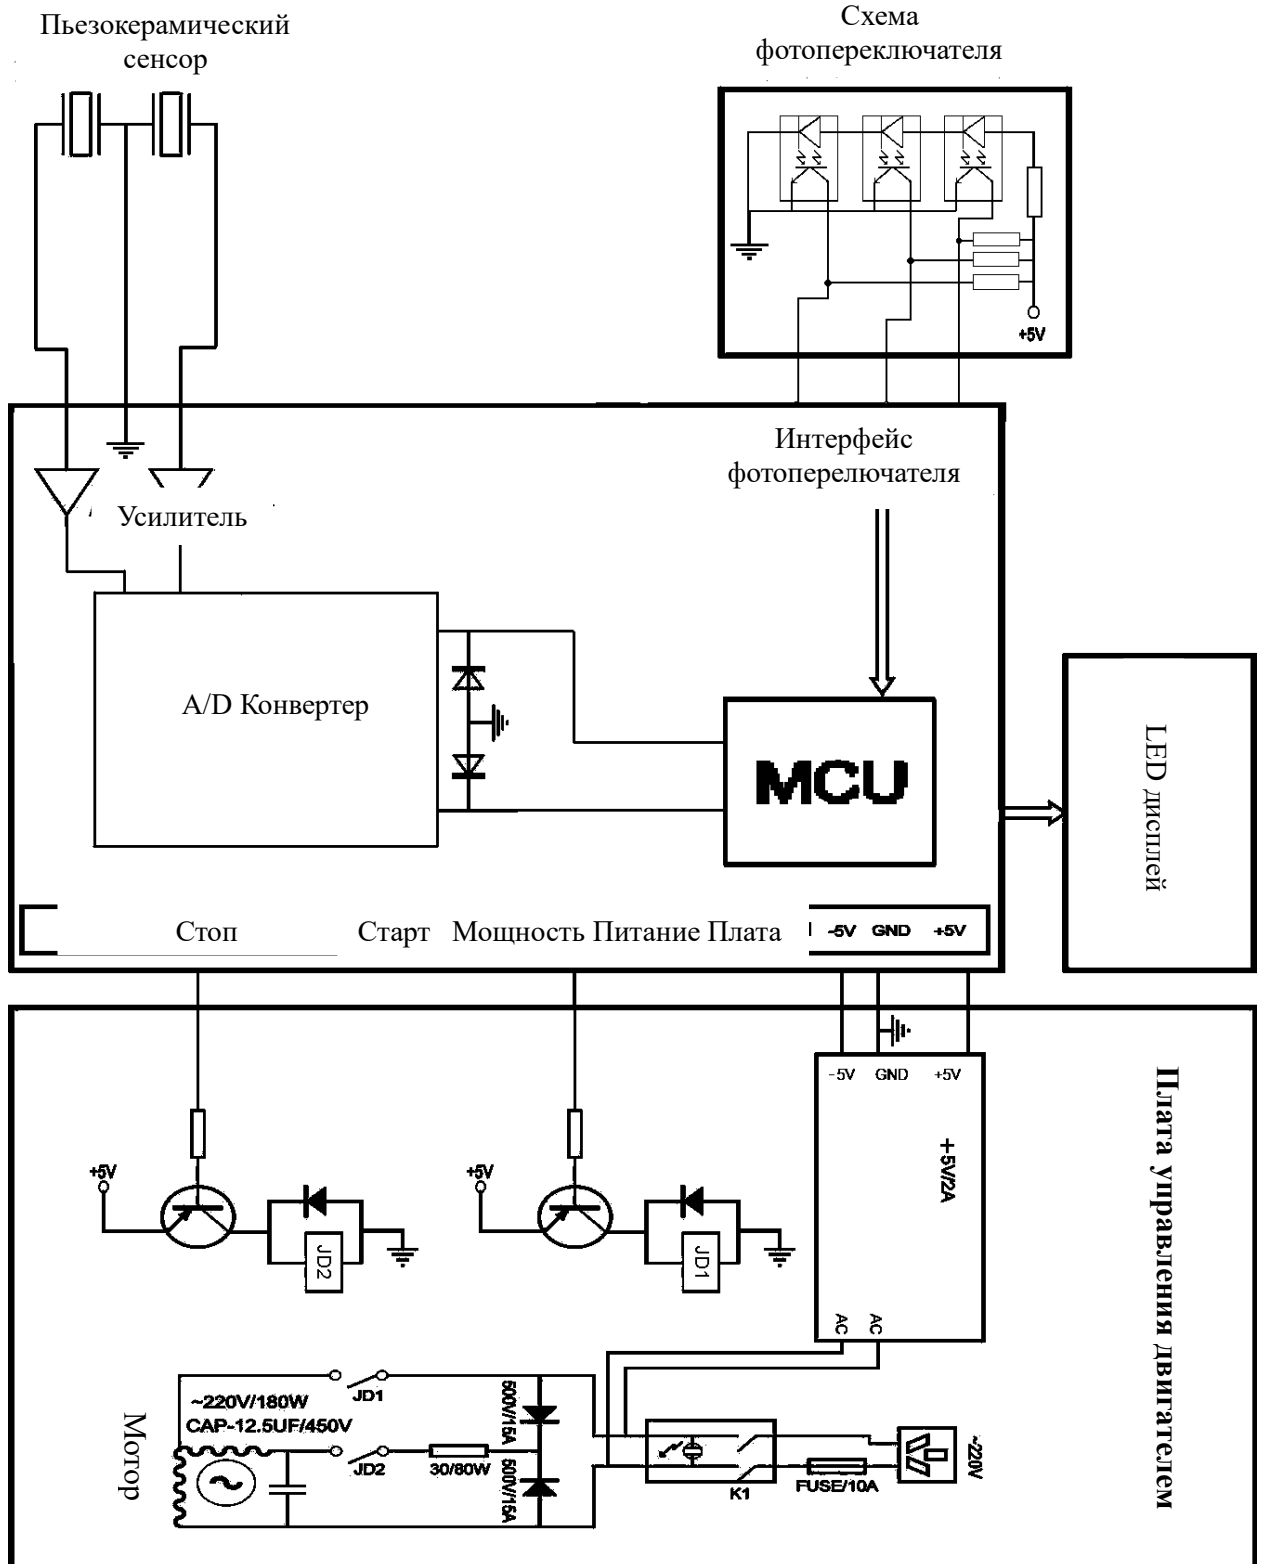 Пьезокерамический
сенсор
Схема
фотопереключателя
+5V
Интерфейс
фотоперелючателя
Усилитель
A/D Конвертер
MCU
LED дисплей
Стоп Старт Мощность Питание Плата -5V GND +5V
-5V GND +5V
+5V/2A
Плата управления двигателем
+5V
+5V
JD2
JD1
AC AC
JD1
~220V/180W
CAP-12.5UF/450V
500V/15A
Мотор
JD2
30/80W
500V/15A
K1
FUSE/10A
~220V